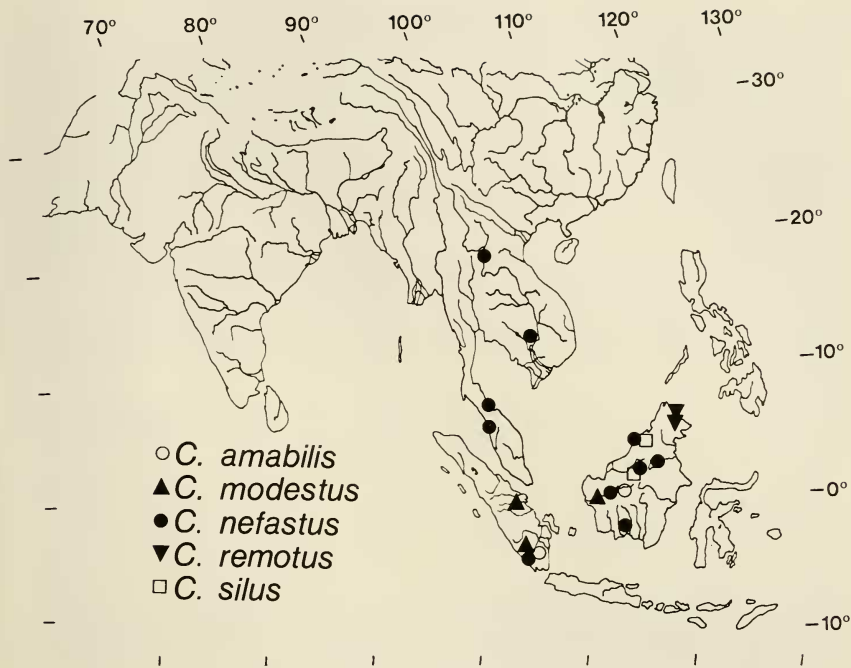 70° 80° 90° 100° 110° 120° 130°
–30°
–20°
–10°
–0°
–10°
○ C. amabilis
▲ C. modestus
● C. nefastus
▼ C. remotus
□ C. silus